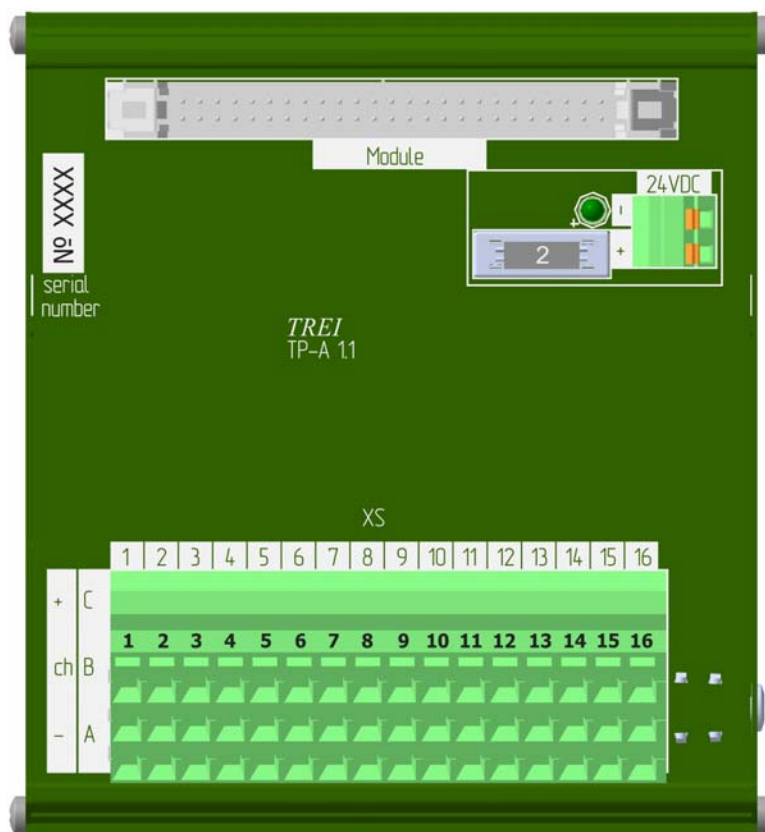 Module
24VDC
№ XXXX
-
2
+
serial
number
TREI
TP-A 1.1
XS
1 2 3 4 5 6 7 8 9 10 11 12 13 14 15 16
+ C
1 2 3 4 5 6 7 8 9 10 11 12 13 14 15 16
ch B
- A